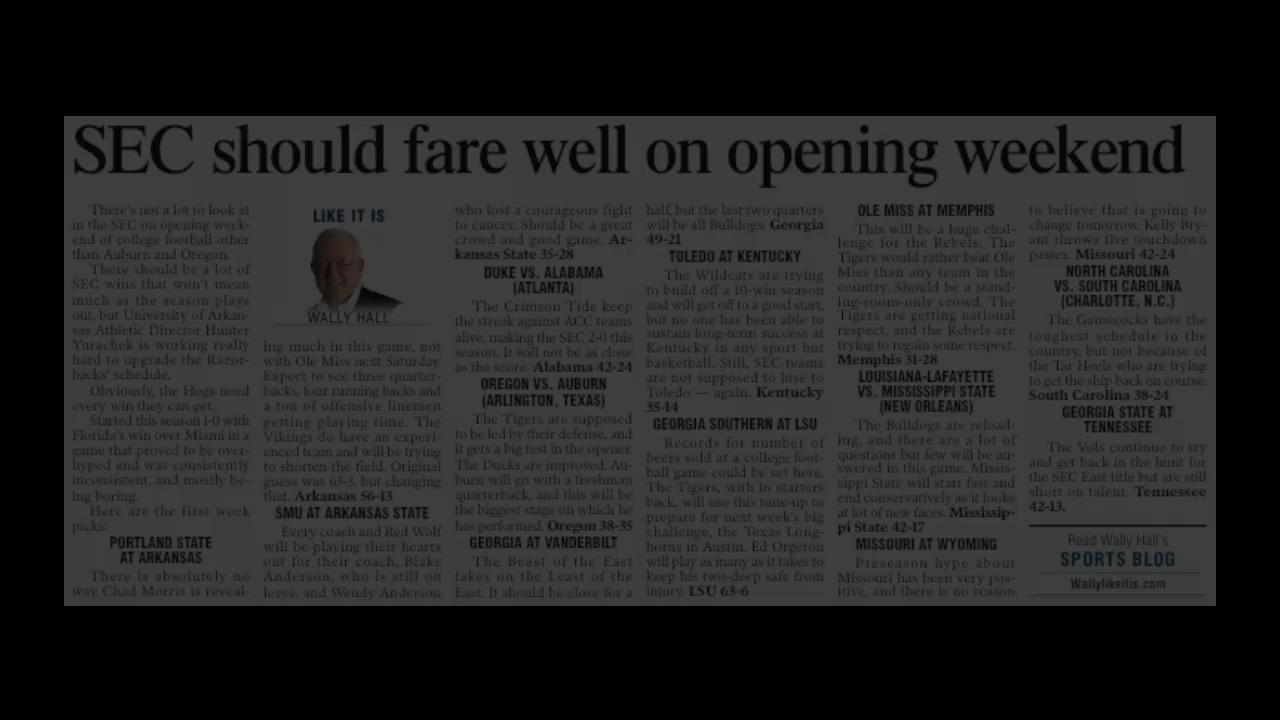 SEC should fare well on opening weekend
There's not a lot to look at
in the SEC on opening week-
end of college football other
than Auburn and Oregon.
There should be a lot of
SEC wins that won't mean
much as the season plays
out, but University of Arkan-
sas Athletic Director Hunter
Yurachek is working really
hard to upgrade the Razor-
backs' schedule.
Obviously, the Hogs need
every win they can get.
Started this season 1-0 with
Florida's win over Miami in a
game that proved to be over-
hyped and was consistently
inconsistent, and mostly be-
ing boring.
Here are the first week
picks:
PORTLAND STATE
AT ARKANSAS
There is absolutely no
way Chad Morris is reveal-
LIKE IT IS
WALLY HALL
ing much in this game, not
with Ole Miss next Saturday.
Expect to see three quarter-
backs, four running backs and
a ton of offensive linemen
getting playing time. The
Vikings do have an experi-
enced team and will be trying
to shorten the field. Original
guess was 63-3, but changing
that. Arkansas 56-13
SMU AT ARKANSAS STATE
Every coach and Red Wolf
will be playing their hearts
out for their coach, Blake
Anderson, who is still on
leave, and Wendy Anderson
who lost a courageous fight
to cancer. Should be a great
crowd and good game. Ar-
kansas State 35-28
DUKE VS. ALABAMA
(ATLANTA)
The Crimson Tide keep
the streak against ACC teams
alive, making the SEC 2-0 this
season. It will not be as close
as the score. Alabama 42-24
OREGON VS. AUBURN
(ARLINGTON, TEXAS)
The Tigers are supposed
to be led by their defense, and
it gets a big test in the opener.
The Ducks are improved. Au-
burn will go with a freshman
quarterback, and this will be
the biggest stage on which he
has performed. Oregon 38-35
GEORGIA AT VANDERBILT
The Beast of the East
takes on the Least of the
East. It should be close for a
half, but the last two quarters
will be all Bulldogs. Georgia
49-21
TOLEDO AT KENTUCKY
The Wildcats are trying
to build off a 10-win season
and will get off to a good start,
but no one has been able to
sustain long-term success at
Kentucky in any sport but
basketball. Still, SEC teams
are not supposed to lose to
Toledo — again. Kentucky
35-14
GEORGIA SOUTHERN AT LSU
Records for number of
beers sold at a college foot-
ball game could be set here.
The Tigers, with 16 starters
back, will use this tune-up to
prepare for next week's big
challenge, the Texas Long-
horns in Austin. Ed Orgeron
will play as many as it takes to
keep his two-deep safe from
injury. LSU 63-6
OLE MISS AT MEMPHIS
This will be a huge chal-
lenge for the Rebels. The
Tigers would rather beat Ole
Miss than any team in the
country. Should be a stand-
ing-room-only crowd. The
Tigers are getting national
respect, and the Rebels are
trying to regain some respect.
Memphis 31-28
LOUISIANA-LAFAYETTE
VS. MISSISSIPPI STATE
(NEW ORLEANS)
The Bulldogs are reload-
ing, and there are a lot of
questions but few will be an-
swered in this game. Missis-
sippi State will start fast and
end conservatively as it looks
at lot of new faces. Mississip-
pi State 42-17
MISSOURI AT WYOMING
Preseason hype about
Missouri has been very pos-
itive, and there is no reason
to believe that is going to
change tomorrow. Kelly Bry-
ant throws five touchdown
passes. Missouri 42-24
NORTH CAROLINA
VS. SOUTH CAROLINA
(CHARLOTTE, N.C.)
The Gamecocks have the
toughest schedule in the
country, but not because of
the Tar Heels who are trying
to get the ship back on course.
South Carolina 38-24
GEORGIA STATE AT
TENNESSEE
The Vols continue to try
and get back in the hunt for
the SEC East title but are still
short on talent. Tennessee
42-13.
Read Wally Hall's
SPORTS BLOG
Wallylikeitis.com